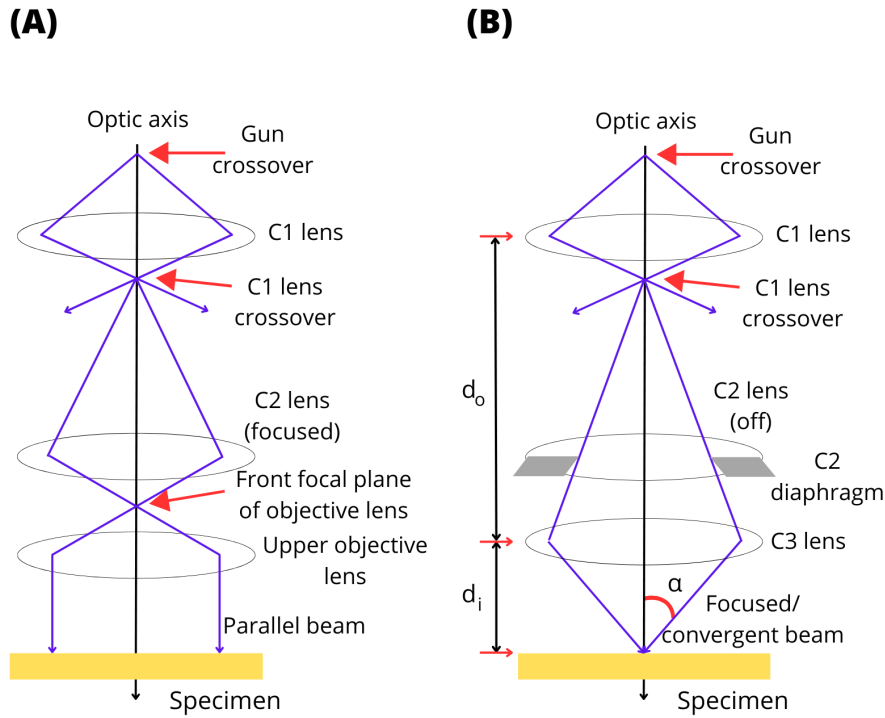 (A)
Optic axis
Gun
crossover
C1 lens
C1 lens
crossover
C2 lens
(focused)
Front focal plane
of objective lens
Upper objective
lens
Parallel beam
Specimen
(B)
Optic axis
Gun
crossover
C1 lens
C1 lens
crossover
do
C2 lens
(off)
C2
diaphragm
C3 lens
di
α
Focused/
convergent beam
Specimen